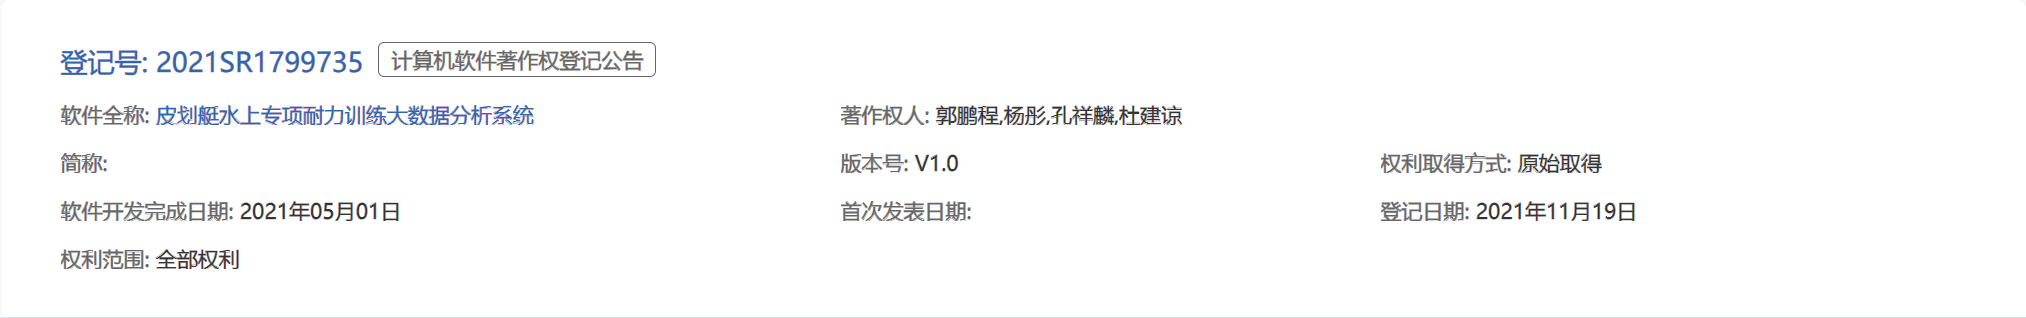 登记号: 2021SR1799735 计算机软件著作权登记公告
软件全称: 皮划艇水上专项耐力训练大数据分析系统 著作权人: 郭鹏程,杨彤,孔祥麟,杜建谅
简称: 版本号: V1.0 权利取得方式: 原始取得
软件开发完成日期: 2021年05月01日 首次发表日期: 登记日期: 2021年11月19日
权利范围: 全部权利